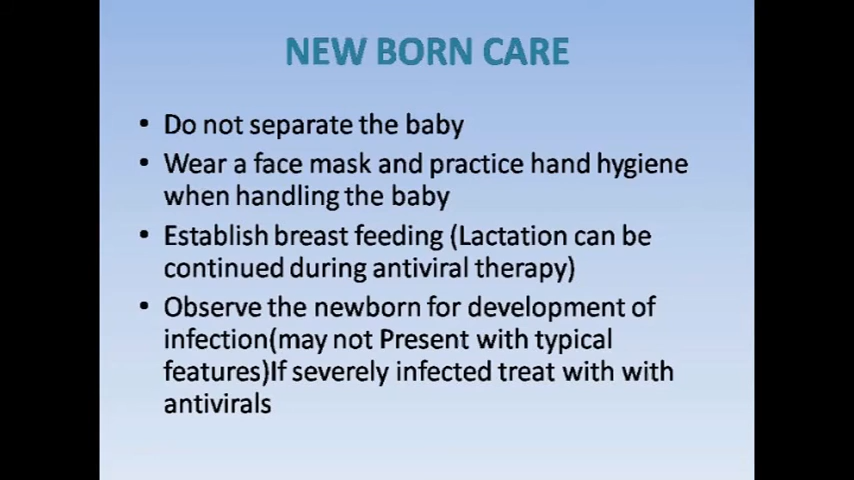 NEW BORN CARE
• Do not separate the baby
• Wear a face mask and practice hand hygiene
when handling the baby
• Establish breast feeding (Lactation can be
continued during antiviral therapy)
• Observe the newborn for development of
infection(may not Present with typical
features)If severely infected treat with with
antivirals